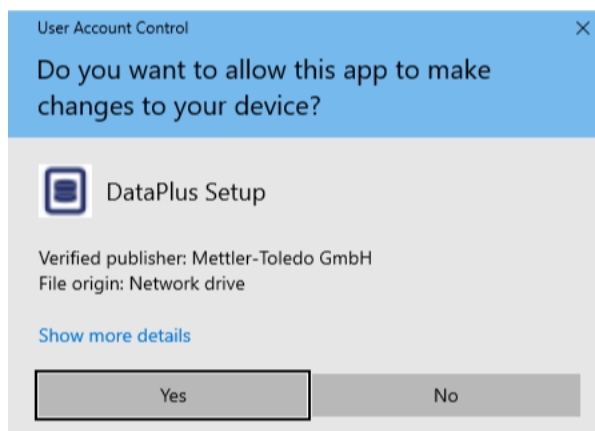 User Account Control
Do you want to allow this app to make
changes to your device?
DataPlus Setup
Verified publisher: Mettler-Toledo GmbH
File origin: Network drive
Show more details
Yes
No